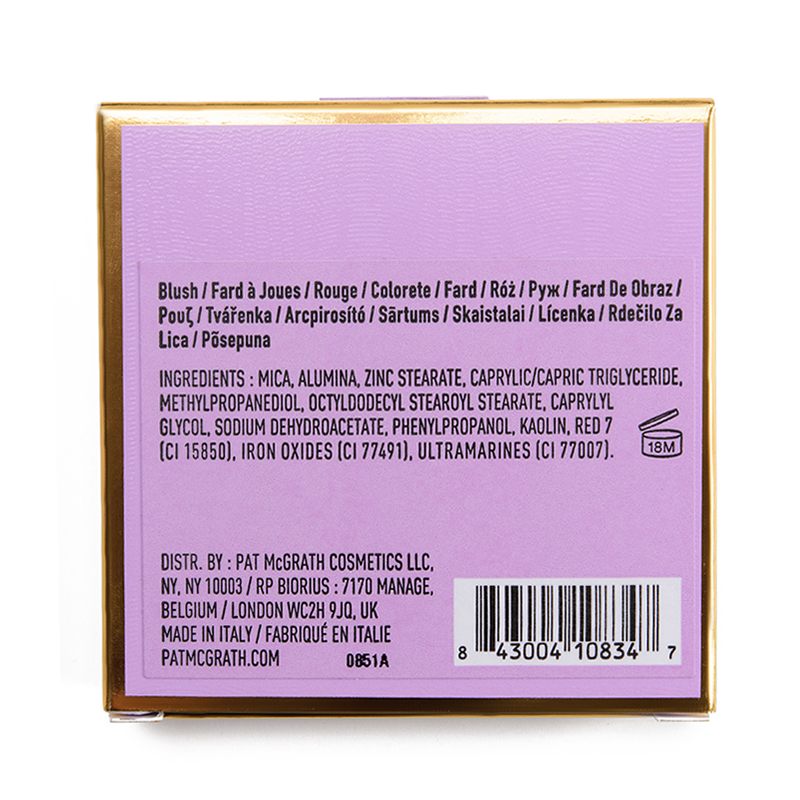 Blush / Fard à Joues / Rouge / Colorete / Fard / Róż / Руж / Fard De Obraz /
Ρουζ / Tvářenka / Arcpirosító / Sārtums / Skaistalai / Lícenka / Rdečilo Za
Lica / Põsepuna
INGREDIENTS : MICA, ALUMINA, ZINC STEARATE, CAPRYLIC/CAPRIC TRIGLYCERIDE,
METHYLPROPANEDIOL, OCTYLDODECYL STEAROYL STEARATE, CAPRYLYL
GLYCOL, SODIUM DEHYDROACETATE, PHENYLPROPANOL, KAOLIN, RED 7
(CI 15850), IRON OXIDES (CI 77491), ULTRAMARINES (CI 77007).
18M
DISTR. BY : PAT McGRATH COSMETICS LLC,
NY, NY 10003 / RP BIORIUS : 7170 MANAGE,
BELGIUM / LONDON WC2H 9JQ, UK
MADE IN ITALY / FABRIQUÉ EN ITALIE
PATMCGRATH.COM 0851A
8 43004 10834 7